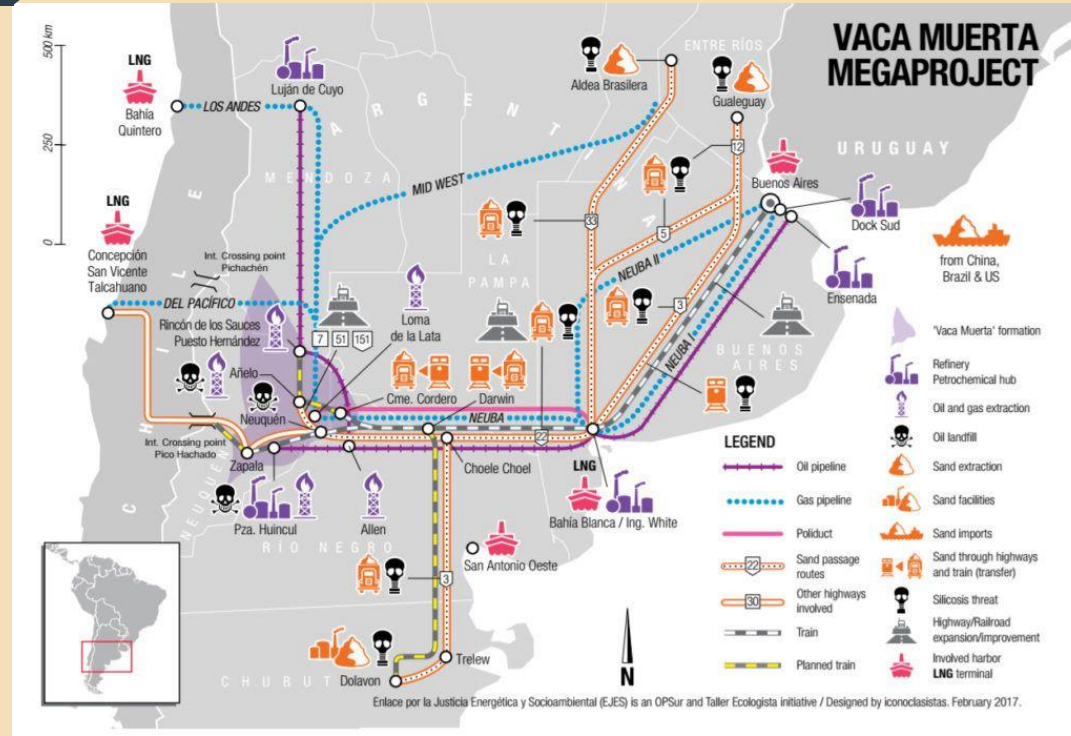 VACA MUERTA
MEGAPROJECT
500 km
250
0
LNG
Bahía
Quintero
LOS ANDES
Luján de Cuyo
ARGENTINA
MENDOZA
MID WEST
Aldea Brasilera
ENTRE RÍOS
Gualeguay
12
33
5
URUGUAY
Buenos Aires
Dock Sud
Ensenada
from China,
Brazil & US
LNG
Concepción
San Vicente
Talcahuano
Int. Crossing point
Pichachén
DEL PACÍFICO
CHILE
LA
PAMPA
NEUBA II
3
NEUBA I
BUENOS
AIRES
Rincón de los Sauces
Puesto Hernández
7
51
151
Loma
de la Lata
22
Añelo
Neuquén
Cme. Cordero
Darwin
NEUBA
22
Int. Crossing point
Pico Hachado
Zapala
NEUQUÉN
Choele Choel
Pza. Huincul
Allen
RÍO NEGRO
LNG
Bahía Blanca / Ing. White
San Antonio Oeste
3
Trelew
Dolavon
CHUBUT
N
'Vaca Muerta' formation
Refinery
Petrochemical hub
Oil and gas extraction
LEGEND
Oil pipeline
Gas pipeline
Poliduct
22
Sand passage
routes
30
Other highways
involved
Train
Planned train
Oil landfill
Sand extraction
Sand facilities
Sand imports
Sand through highways
and train (transfer)
Silicosis threat
Highway/Railroad
expansion/improvement
Involved harbor
LNG terminal
Enlace por la Justicia Energética y Socioambiental (EJES) is an OPSur and Taller Ecologista initiative / Designed by iconoclasistas. February 2017.